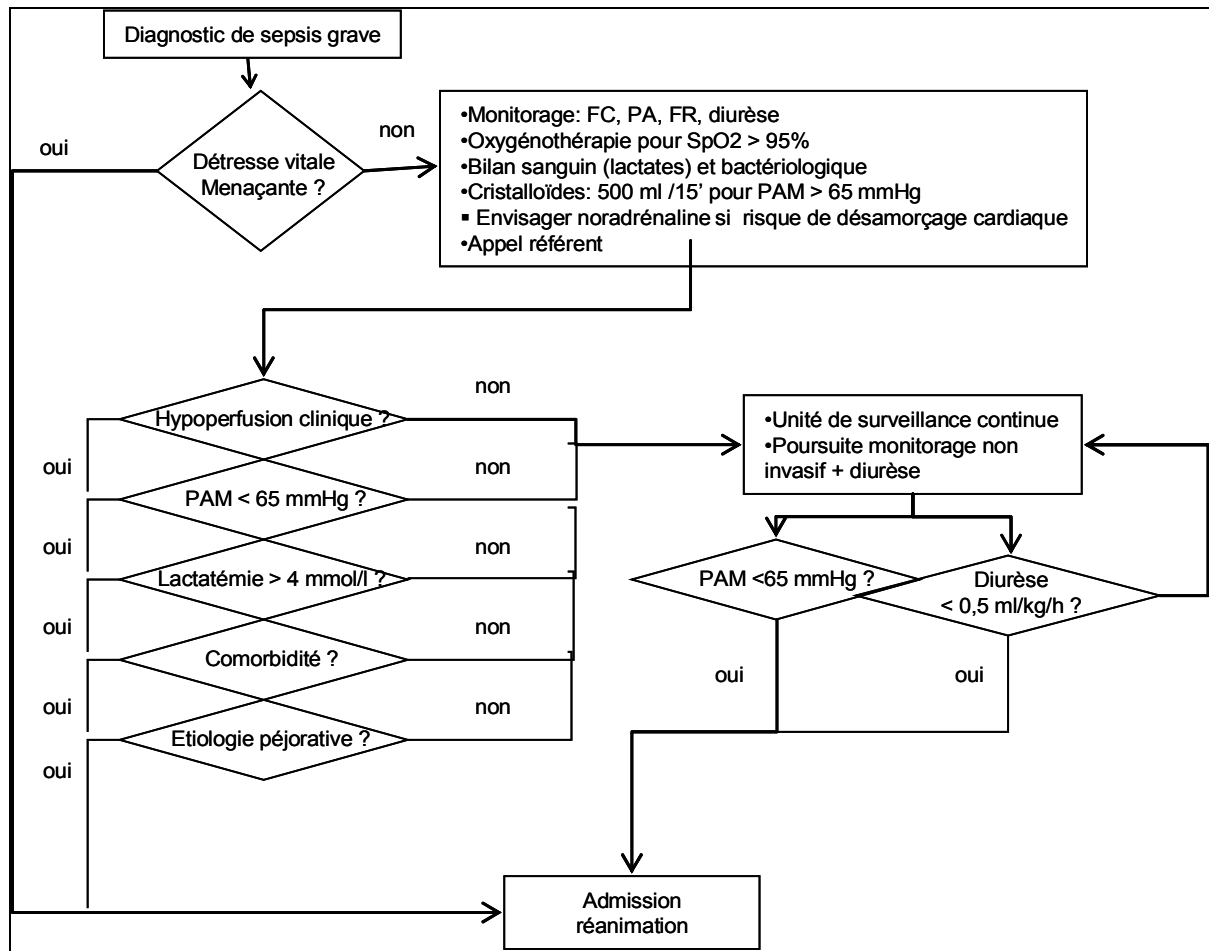 Diagnostic de sepsis grave
oui
non
Détresse vitale
Menaçante ?
•Monitorage: FC, PA, FR, diurèse
•Oxygénothérapie pour SpO2 > 95%
•Bilan sanguin (lactates) et bactériologique
•Cristalloïdes: 500 ml /15' pour PAM > 65 mmHg
▪ Envisager noradrénaline si risque de désamorçage cardiaque
•Appel référent
Hypoperfusion clinique ?
non
oui
PAM < 65 mmHg ?
non
oui
Lactatémie > 4 mmol/l ?
non
oui
Comorbidité ?
non
oui
Etiologie péjorative ?
non
oui
•Unité de surveillance continue
•Poursuite monitorage non
invasif + diurèse
PAM <65 mmHg ?
Diurèse
< 0,5 ml/kg/h ?
oui
oui
Admission
réanimation